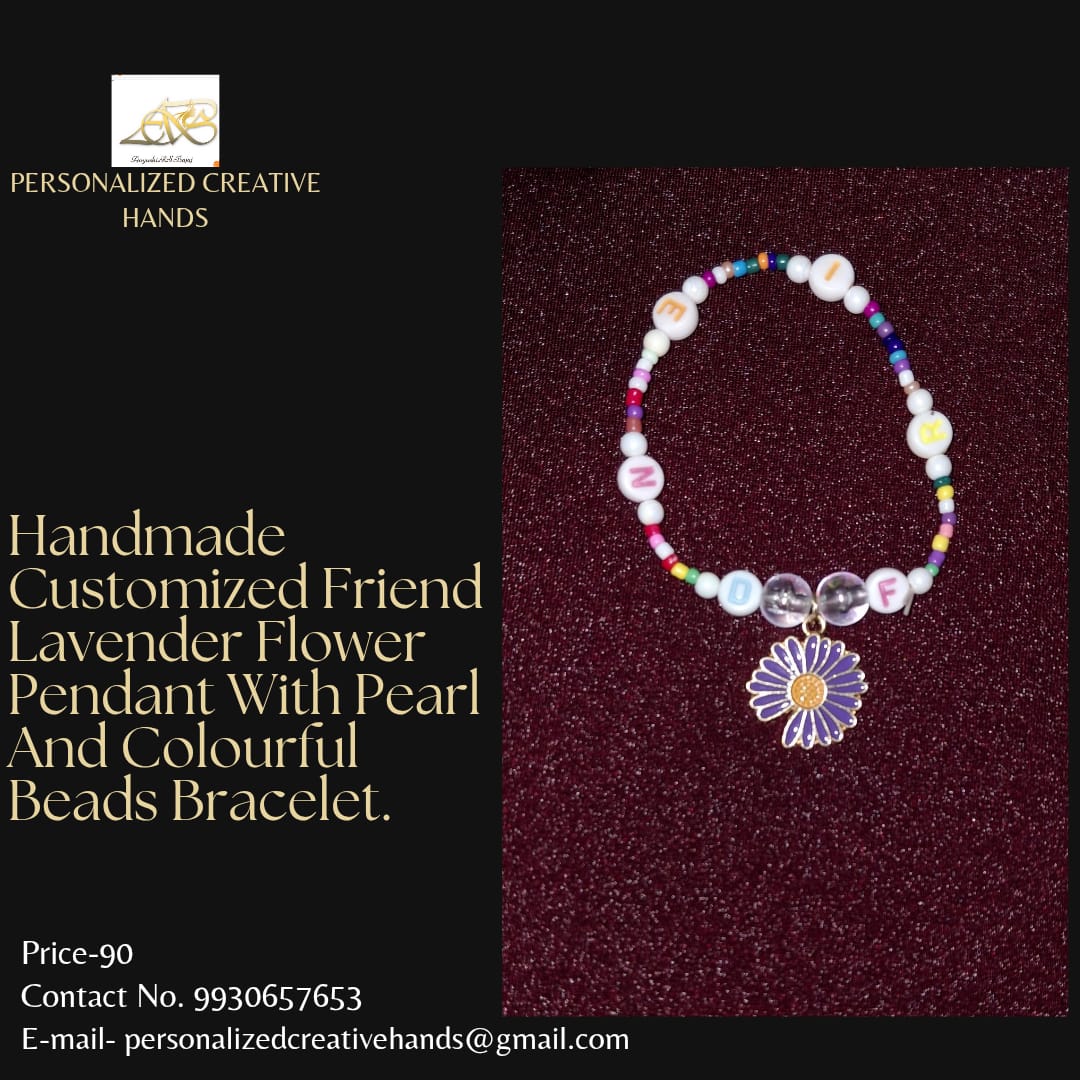 PERSONALIZED CREATIVE
HANDS
Handmade
Customized Friend
Lavender Flower
Pendant With Pearl
And Colourful
Beads Bracelet.
Price-90
Contact No. 9930657653
E-mail- personalizedcreativehands@gmail.com
E
I
R
N
D
F